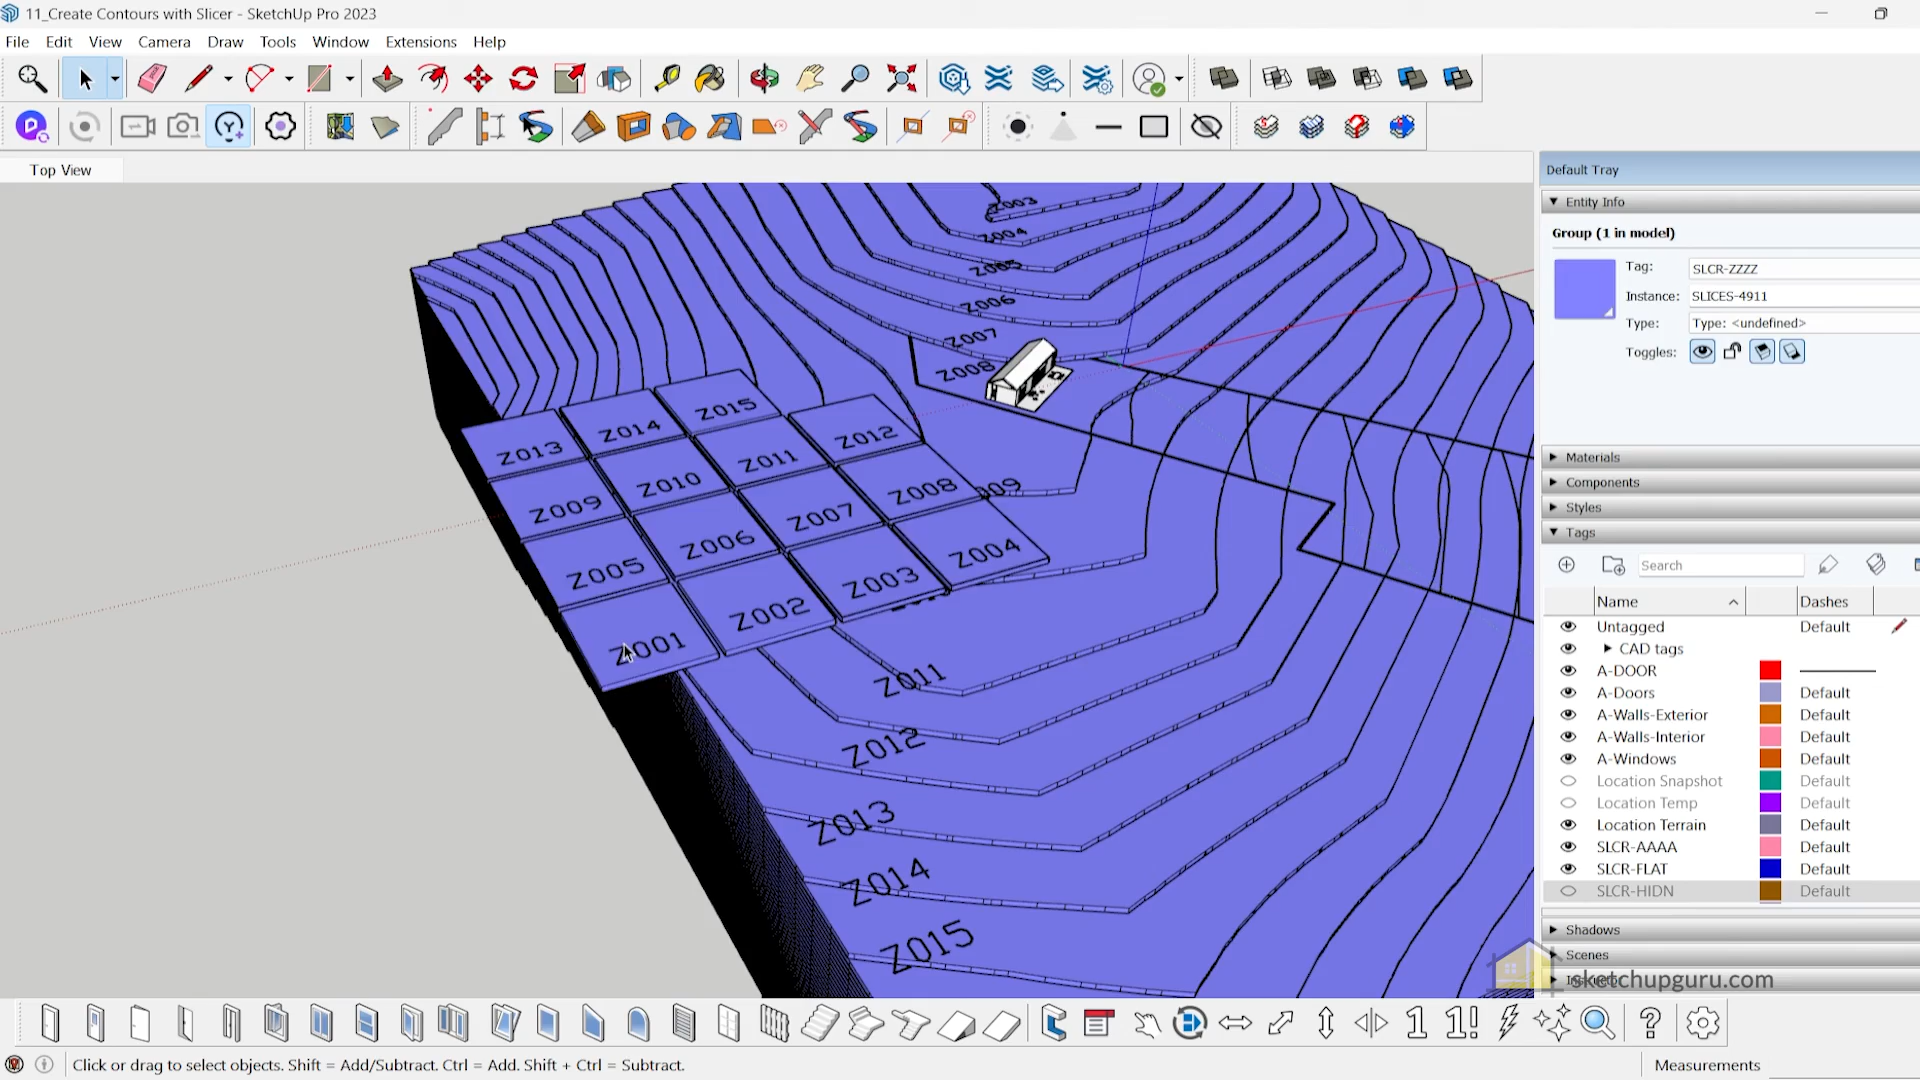 11_Create Contours with Slicer - SketchUp Pro 2023
File Edit View Camera Draw Tools Window Extensions Help
Top View
Z003
Z004
Z005
Z006
Z007
Z008
Z015
Z014
Z013
Z012
Z011
Z010
Z009
Z008
Z007
Z006
Z005
Z004
Z003
Z002
Z001
009
Z011
Z012
Z013
Z014
Z015
Default Tray
Entity Info
Group (1 in model)
Tag: SLCR-ZZZZ
Instance: SLICES-4911
Type: Type: <undefined>
Toggles:
Materials
Components
Styles
Tags
Search
Name Dashes
Untagged Default
CAD tags
A-DOOR
A-Doors Default
A-Walls-Exterior Default
A-Walls-Interior Default
A-Windows Default
Location Snapshot Default
Location Temp Default
Location Terrain Default
SLCR-AAAA Default
SLCR-FLAT Default
SLCR-HIDN Default
Shadows
Scenes
sketchupguru.com
1 1! ?
Click or drag to select objects. Shift = Add/Subtract. Ctrl = Add. Shift + Ctrl = Subtract.
Measurements